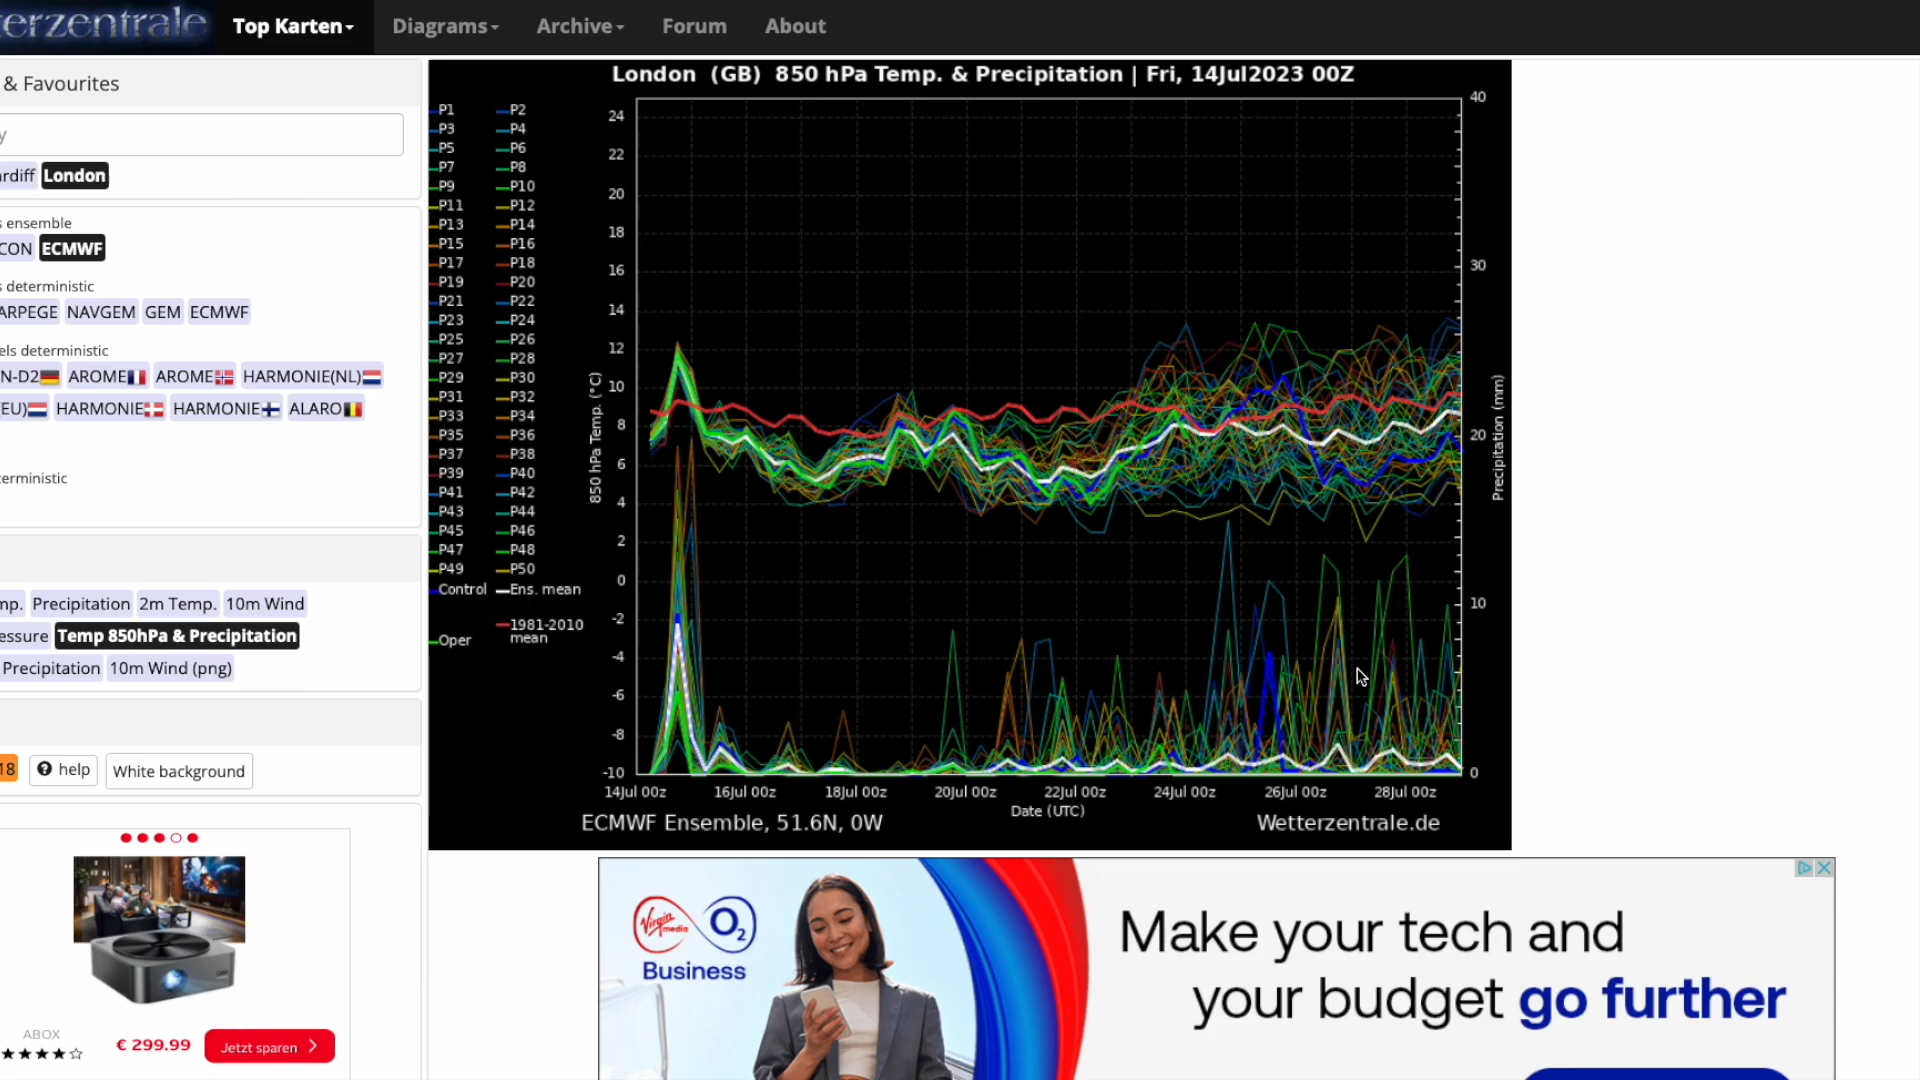 erzentrale
Top Karten
Diagrams
Archive
Forum
About
& Favourites
y
rdiff London
s ensemble
CON ECMWF
s deterministic
ARPEGE NAVGEM GEM ECMWF
els deterministic
N-D2 AROME AROME HARMONIE(NL)
EU) HARMONIE HARMONIE ALARO
erministic
mp. Precipitation 2m Temp. 10m Wind
essure Temp 850hPa & Precipitation
Precipitation 10m Wind (png)
18 ? help White background
ABOX
€ 299.99
Jetzt sparen
London (GB) 850 hPa Temp. & Precipitation | Fri, 14Jul2023 00Z
P1 P2
P3 P4
P5 P6
P7 P8
P9 P10
P11 P12
P13 P14
P15 P16
P17 P18
P19 P20
P21 P22
P23 P24
P25 P26
P27 P28
P29 P30
P31 P32
P33 P34
P35 P36
P37 P38
P39 P40
P41 P42
P43 P44
P45 P46
P47 P48
P49 P50
Control Ens. mean
Oper 1981-2010
mean
850 hPa Temp. (°C)
24
22
20
18
16
14
12
10
8
6
4
2
0
-2
-4
-6
-8
-10
40
30
20
10
0
Precipitation (mm)
14Jul 00z 16Jul 00z 18Jul 00z 20Jul 00z 22Jul 00z 24Jul 00z 26Jul 00z 28Jul 00z
Date (UTC)
ECMWF Ensemble, 51.6N, 0W
Wetterzentrale.de
Virgin media
O2
Business
Make your tech and
your budget go further